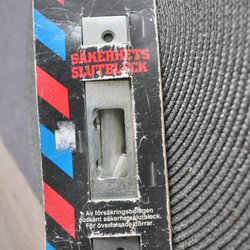 SÄKERHETS
SLUTBLECK
Av försäkringsbolagen
godkänt säkerhetsslutbleck.
För överfalsade dörrar.